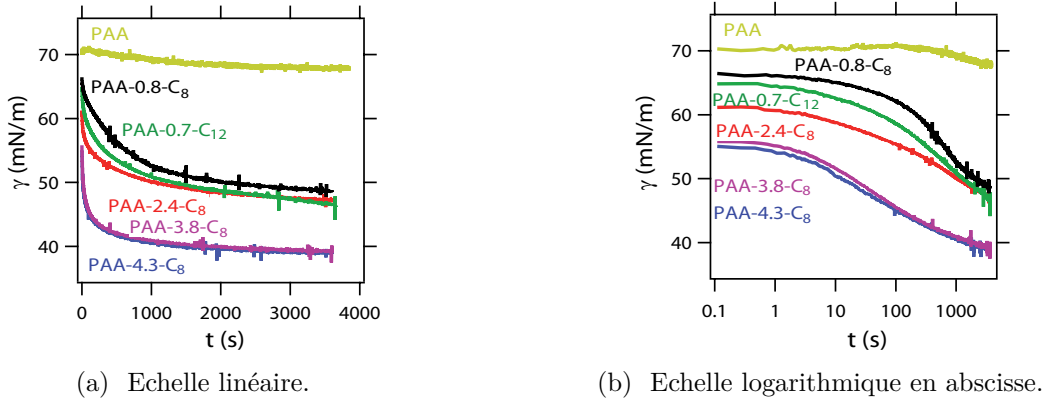 70
60
50
40
γ (mN/m)
PAA
PAA-0.8-C8
PAA-0.7-C12
PAA-2.4-C8
PAA-3.8-C8
PAA-4.3-C8
0 1000 2000 3000 4000
t (s)
(a) Echelle linéaire.
70
60
50
40
γ (mN/m)
PAA
PAA-0.8-C8
PAA-0.7-C12
PAA-2.4-C8
PAA-3.8-C8
PAA-4.3-C8
0.1 1 10 100 1000
t (s)
(b) Echelle logarithmique en abscisse.